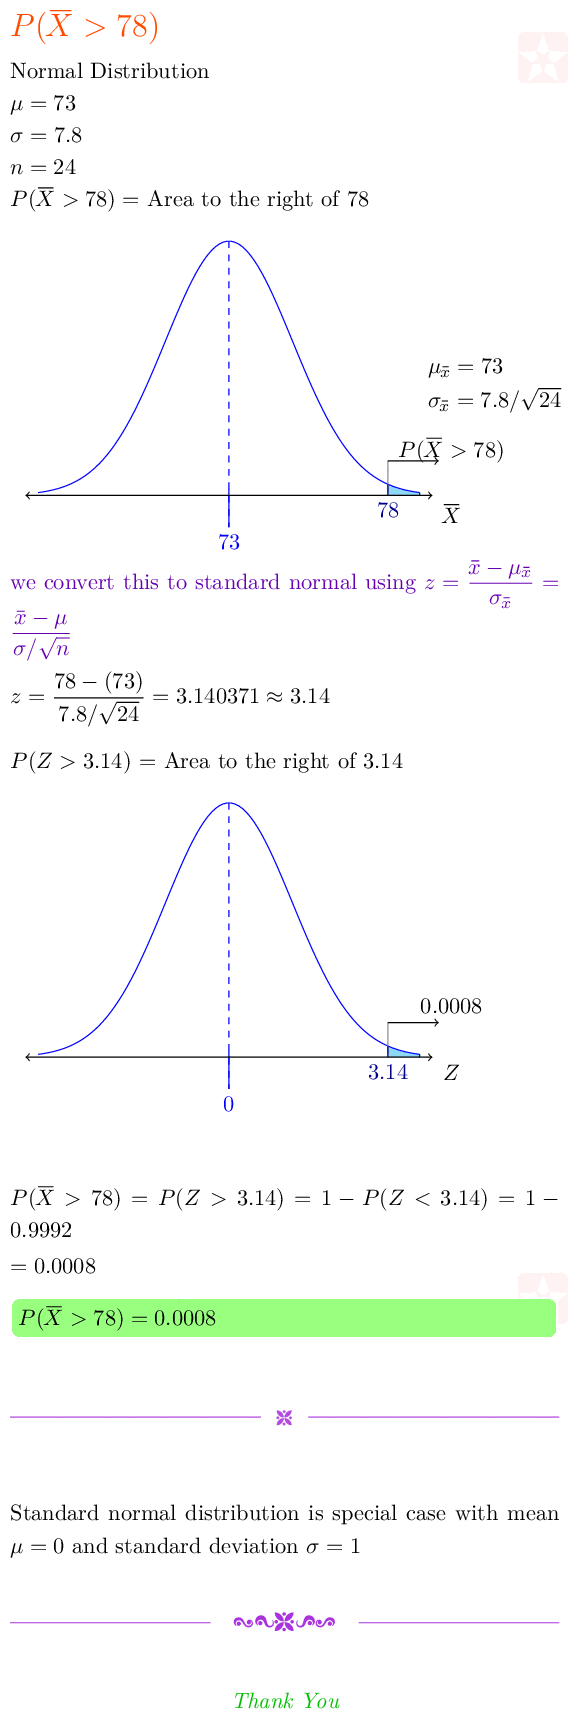 P(X̅ > 78)
Normal Distribution
μ = 73
σ = 7.8
n = 24
P(X̅ > 78) = Area to the right of 78
μ_x̄ = 73
σ_x̄ = 7.8/√24
P(X̅ > 78)
78
X̅
73
we convert this to standard normal using z = (x̄ − μ_x̄)/σ_x̄ =
(x̄ − μ)/(σ/√n)
z = (78 − (73))/(7.8/√24) = 3.140371 ≈ 3.14
P(Z > 3.14) = Area to the right of 3.14
0.0008
3.14
Z
0
P(X̅ > 78) = P(Z > 3.14) = 1 − P(Z < 3.14) = 1 −
0.9992
= 0.0008
P(X̅ > 78) = 0.0008
Standard normal distribution is special case with mean
μ = 0 and standard deviation σ = 1
Thank You